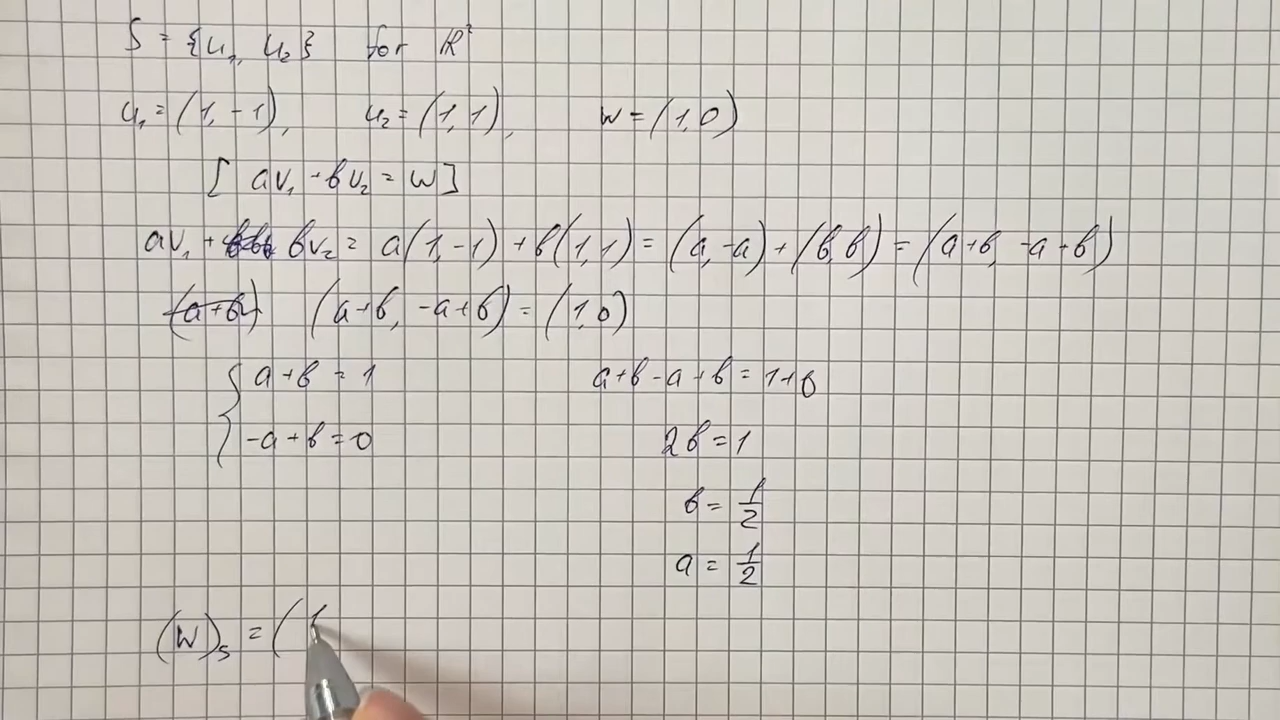 S = {u₁, u₂} for ℝ²
u₁ = (1, -1), u₂ = (1, 1), w = (1, 0)
[ av₁ + bv₂ = w ]
av₁ + bv₂ = a(1, -1) + b(1, 1) = (a, -a) + (b, b) = (a+b, -a+b)
(a+b) (a+b, -a+b) = (1, 0)
a + b = 1 a+b-a+b = 1+0
-a + b = 0 2b = 1
b = 1/2
a = 1/2
(w)ₛ = (1